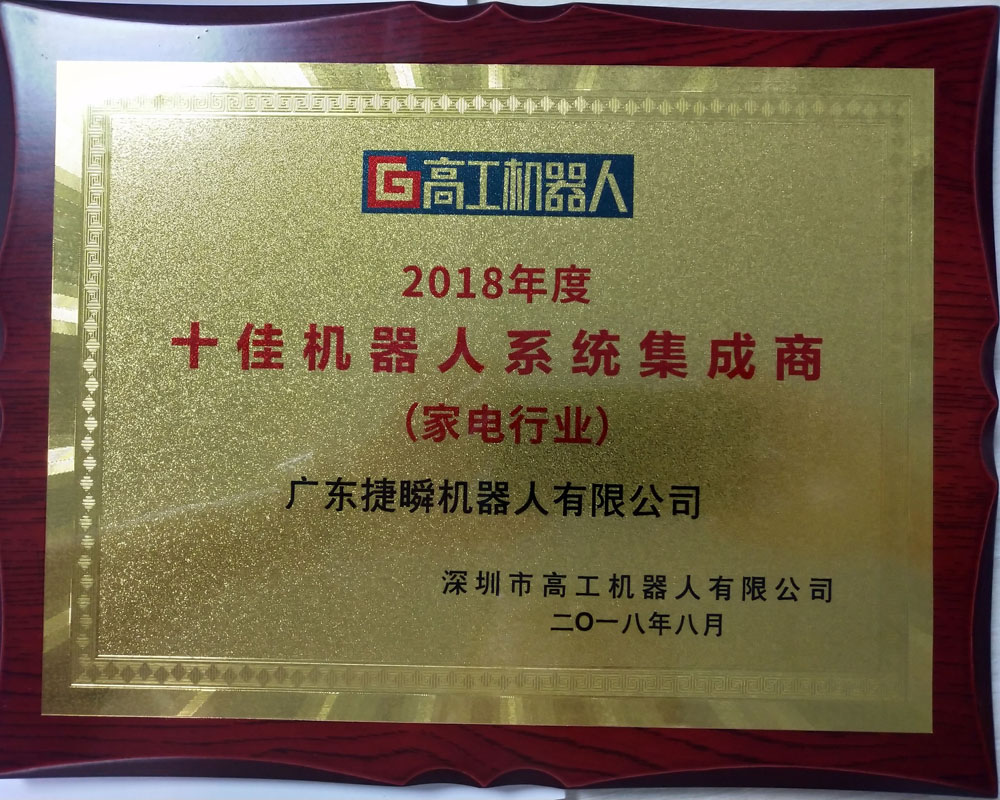 G高工机器人
2018年度
十佳机器人系统集成商
(家电行业)
广东捷瞬机器人有限公司
深圳市高工机器人有限公司
二O一八年八月